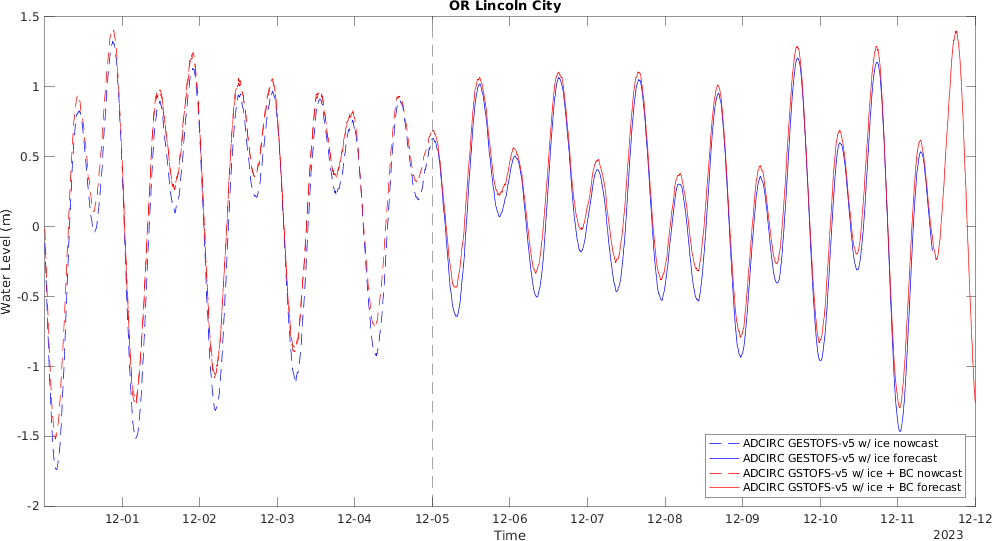 OR Lincoln City
1.5
1
0.5
0
-0.5
-1
-1.5
-2
Water Level (m)
ADCIRC GESTOFS-v5 w/ ice nowcast
ADCIRC GESTOFS-v5 w/ ice forecast
ADCIRC GSTOFS-v5 w/ ice + BC nowcast
ADCIRC GSTOFS-v5 w/ ice + BC forecast
12-01 12-02 12-03 12-04 12-05 12-06 12-07 12-08 12-09 12-10 12-11 12-12
Time
2023